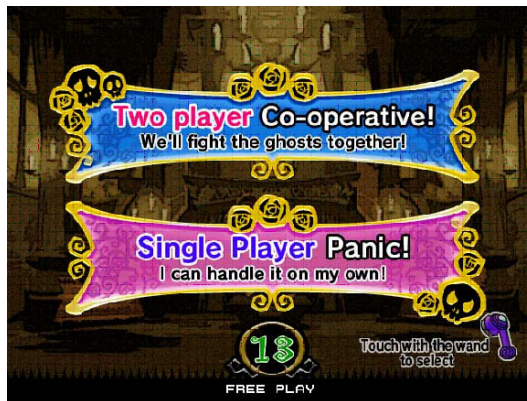 Two player Co-operative!
We'll fight the ghosts together!
Single Player Panic!
I can handle it on my own!
13
Touch with the wand
to select
FREE PLAY